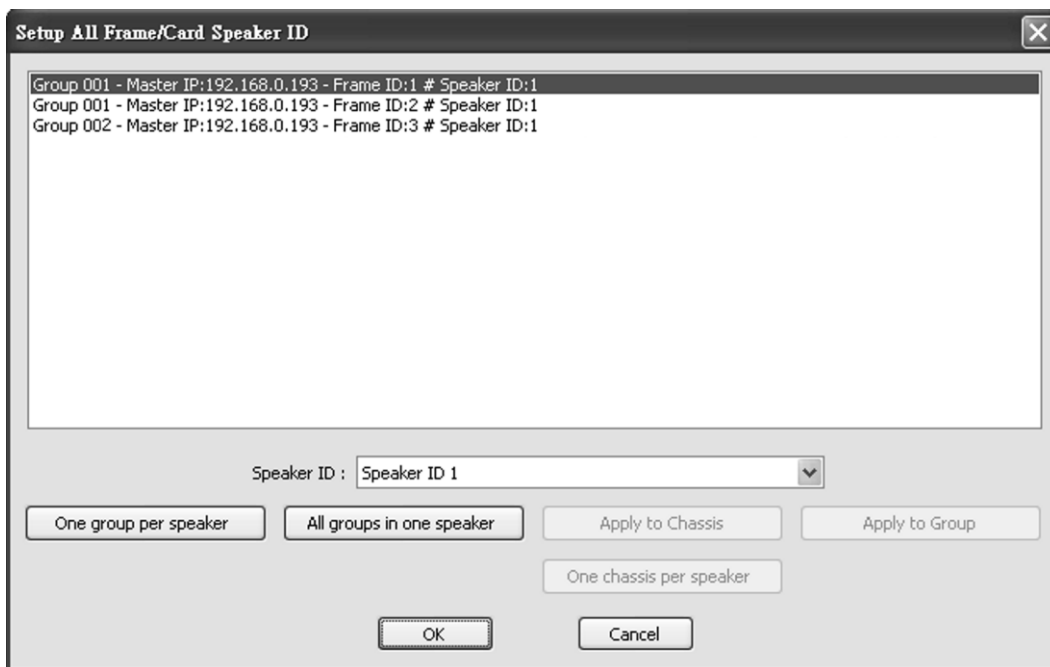 Setup All Frame/Card Speaker ID
Group 001 - Master IP:192.168.0.193 - Frame ID:1 # Speaker ID:1
Group 001 - Master IP:192.168.0.193 - Frame ID:2 # Speaker ID:1
Group 002 - Master IP:192.168.0.193 - Frame ID:3 # Speaker ID:1
Speaker ID : Speaker ID 1
One group per speaker All groups in one speaker Apply to Chassis Apply to Group
One chassis per speaker
OK Cancel